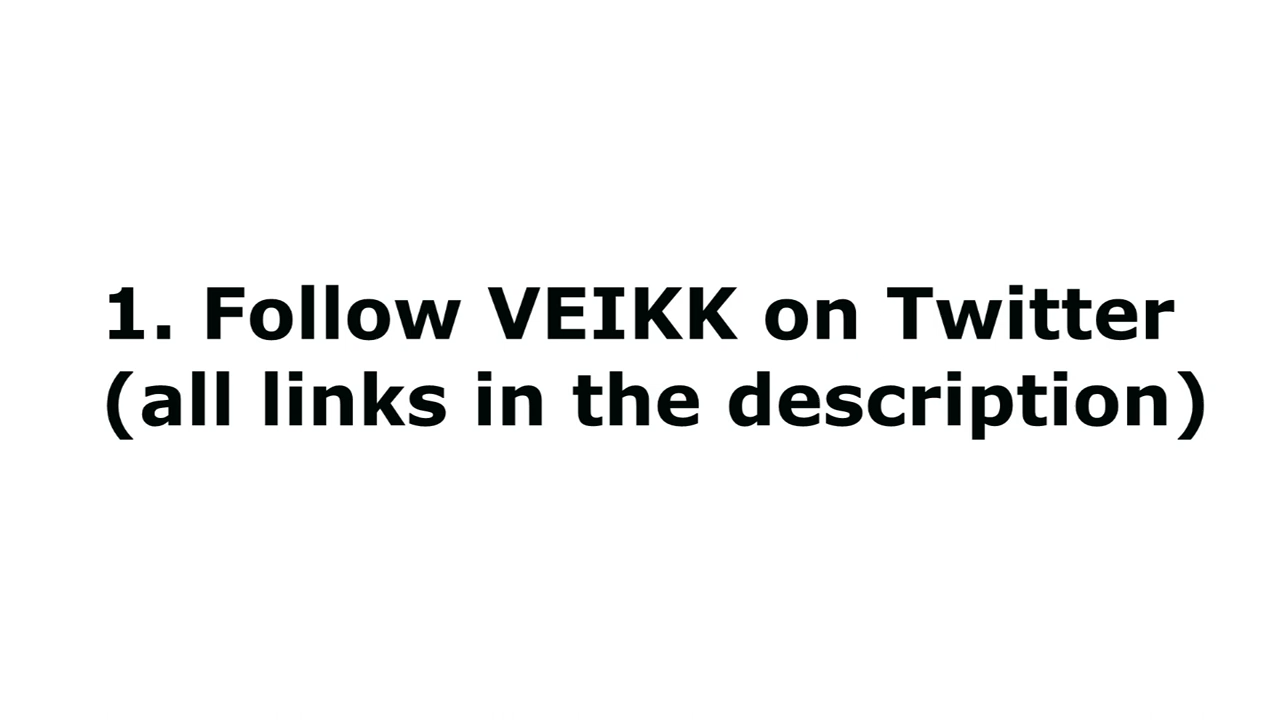 1. Follow VEIKK on Twitter
(all links in the description)